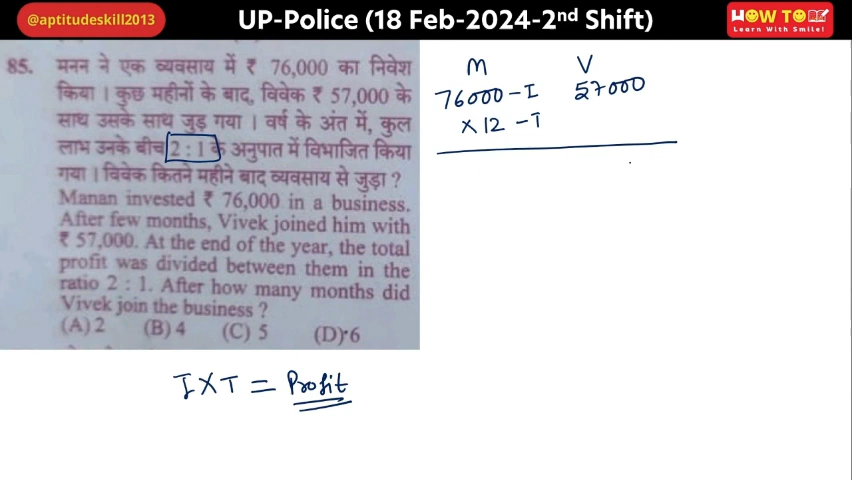 @aptitudeskill2013
UP-Police (18 Feb-2024-2nd Shift)
HOW TO
Learn With Smile!
85. मनन ने एक व्यवसाय में ₹ 76,000 का निवेश
किया । कुछ महीनों के बाद, विवेक ₹ 57,000 के
साथ उसके साथ जुड़ गया । वर्ष के अंत में, कुल
लाभ उनके बीच 2 : 1 के अनुपात में विभाजित किया
गया । विवेक कितने महीने बाद व्यवसाय से जुड़ा ?
Manan invested ₹ 76,000 in a business.
After few months, Vivek joined him with
₹ 57,000. At the end of the year, the total
profit was divided between them in the
ratio 2 : 1. After how many months did
Vivek join the business ?
(A) 2 (B) 4 (C) 5 (D) 6
M V
76000 - I 57000
× 12 - T
I × T = Profit